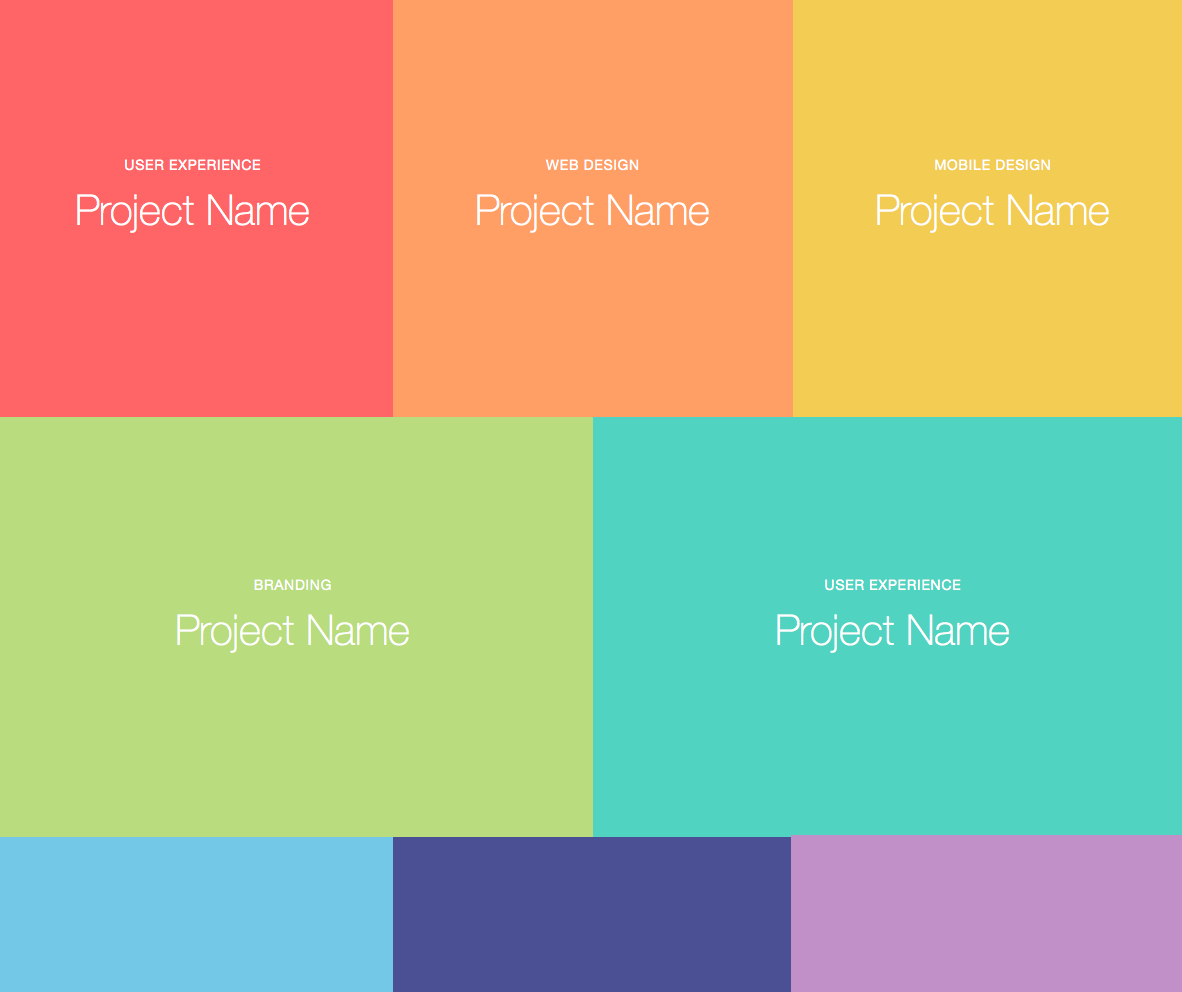 USER EXPERIENCE
Project Name
WEB DESIGN
Project Name
MOBILE DESIGN
Project Name
BRANDING
Project Name
USER EXPERIENCE
Project Name